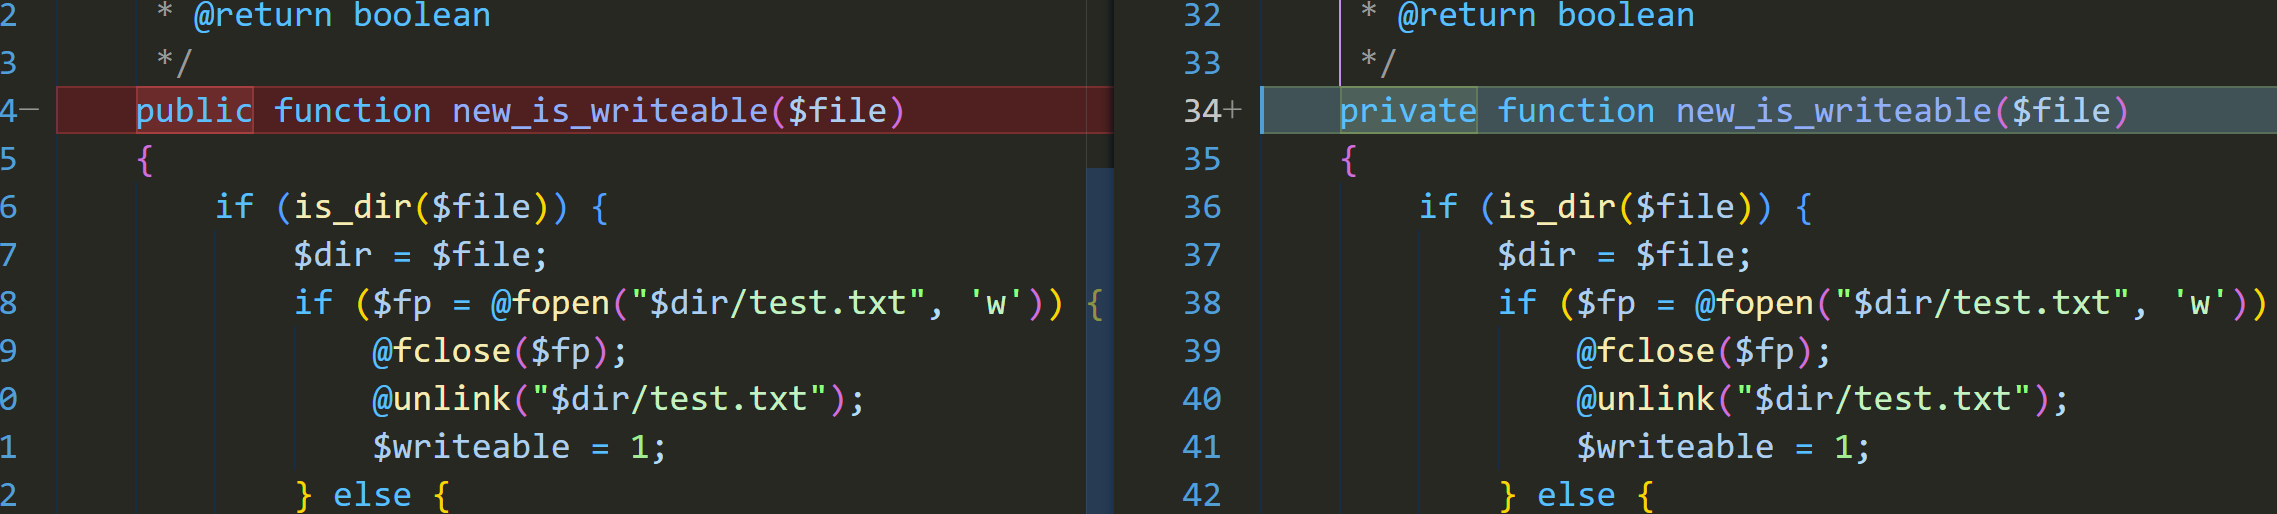 2 * @return boolean
3 */
4— public function new_is_writeable($file)
5 {
6 if (is_dir($file)) {
7 $dir = $file;
8 if ($fp = @fopen("$dir/test.txt", 'w')) {
9 @fclose($fp);
0 @unlink("$dir/test.txt");
1 $writeable = 1;
2 } else {
32 * @return boolean
33 */
34+ private function new_is_writeable($file)
35 {
36 if (is_dir($file)) {
37 $dir = $file;
38 if ($fp = @fopen("$dir/test.txt", 'w'))
39 @fclose($fp);
40 @unlink("$dir/test.txt");
41 $writeable = 1;
42 } else {